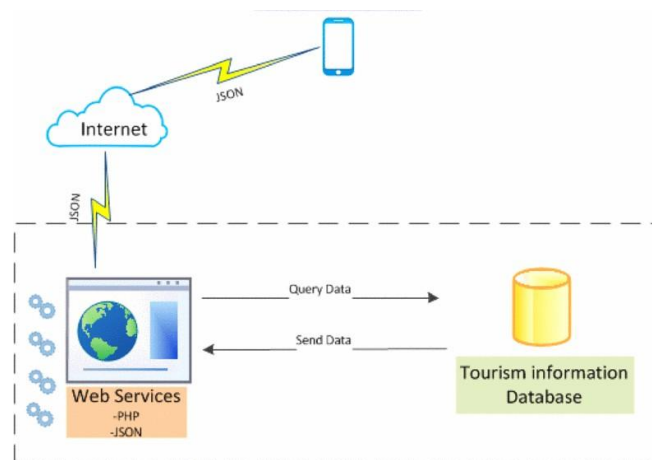 JSON
Internet
JSON
Query Data
Send Data
Web Services
-PHP
-JSON
Tourism information
Database